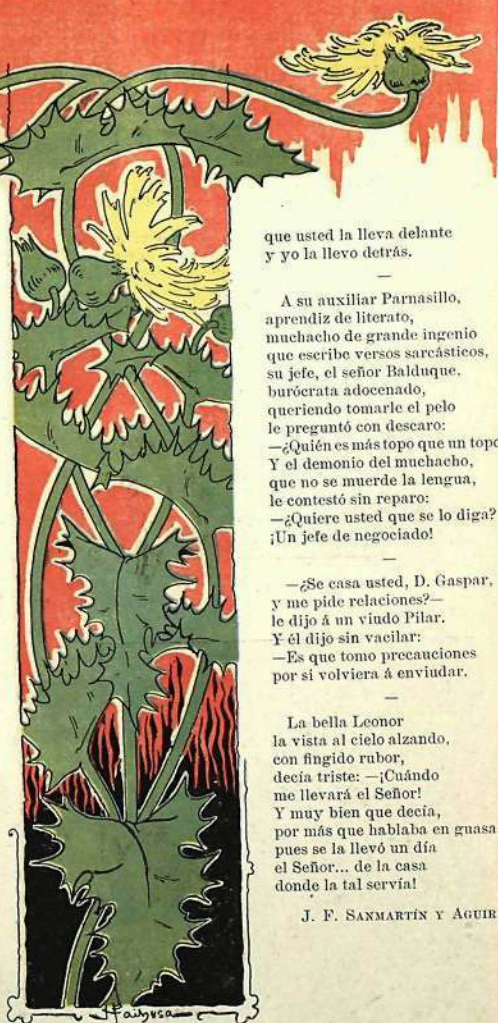 que usted la lleva delante
y yo la llevo detrás.
—
A su auxiliar Parnasillo,
aprendiz de literato,
muchacho de grande ingenio
que escribe versos sarcásticos,
su jefe, el señor Balduque,
burócrata adocenado,
queriendo tomarle el pelo
le preguntó con descaro:
—¿Quién es más topo que un topo
Y el demonio del muchacho,
que no se muerde la lengua,
le contestó sin reparo:
—¿Quiere usted que se lo diga?
¡Un jefe de negociado!
—
—¿Se casa usted, D. Gaspar,
y me pide relaciones?—
le dijo á un viudo Pilar.
Y él dijo sin vacilar:
—Es que tomo precauciones
por si volviera á enviudar.
—
La bella Leonor
la vista al cielo alzando,
con fingido rubor,
decía triste: —¡Cuándo
me llevará el Señor!
Y muy bien que decía,
por más que hablaba en guasa
pues se la llevó un día
el Señor... de la casa
donde la tal servía!
J. F. SANMARTÍN Y AGUIR